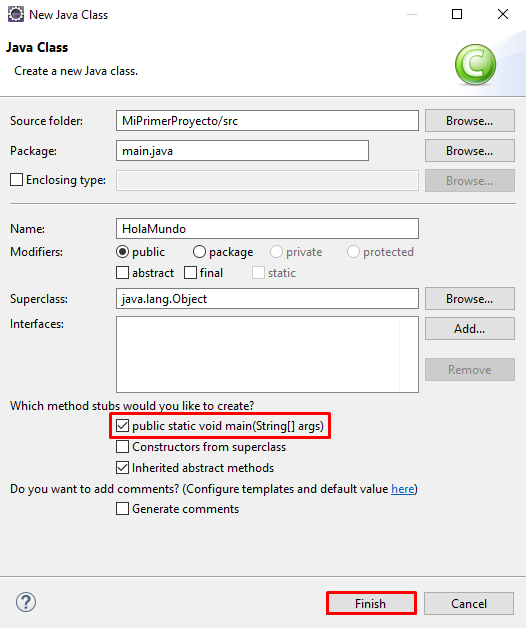 New Java Class
Java Class
Create a new Java class.
Source folder: MiPrimerProyecto/src Browse...
Package: main.java Browse...
Enclosing type: Browse...
Name: HolaMundo
Modifiers: public package private protected
abstract final static
Superclass: java.lang.Object Browse...
Interfaces: Add...
Remove
Which method stubs would you like to create?
public static void main(String[] args)
Constructors from superclass
Inherited abstract methods
Do you want to add comments? (Configure templates and default value here)
Generate comments
? Finish Cancel